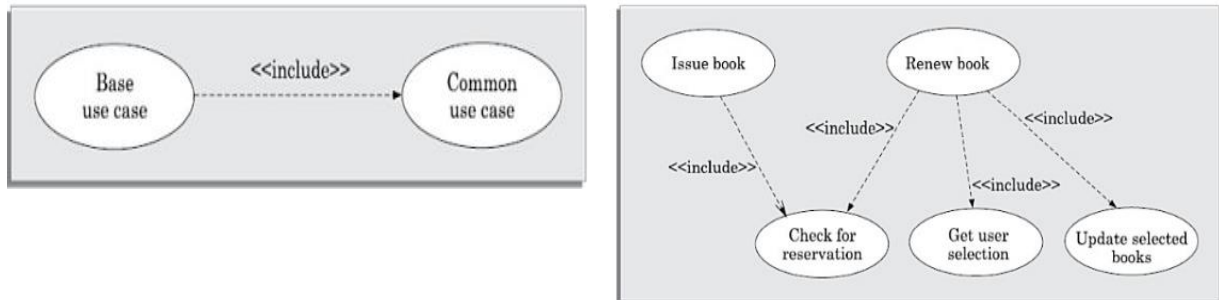 Base
use case
<<include>>
Common
use case
Issue book
Renew book
<<include>>
<<include>>
<<include>>
<<include>>
Check for
reservation
Get user
selection
Update selected
books